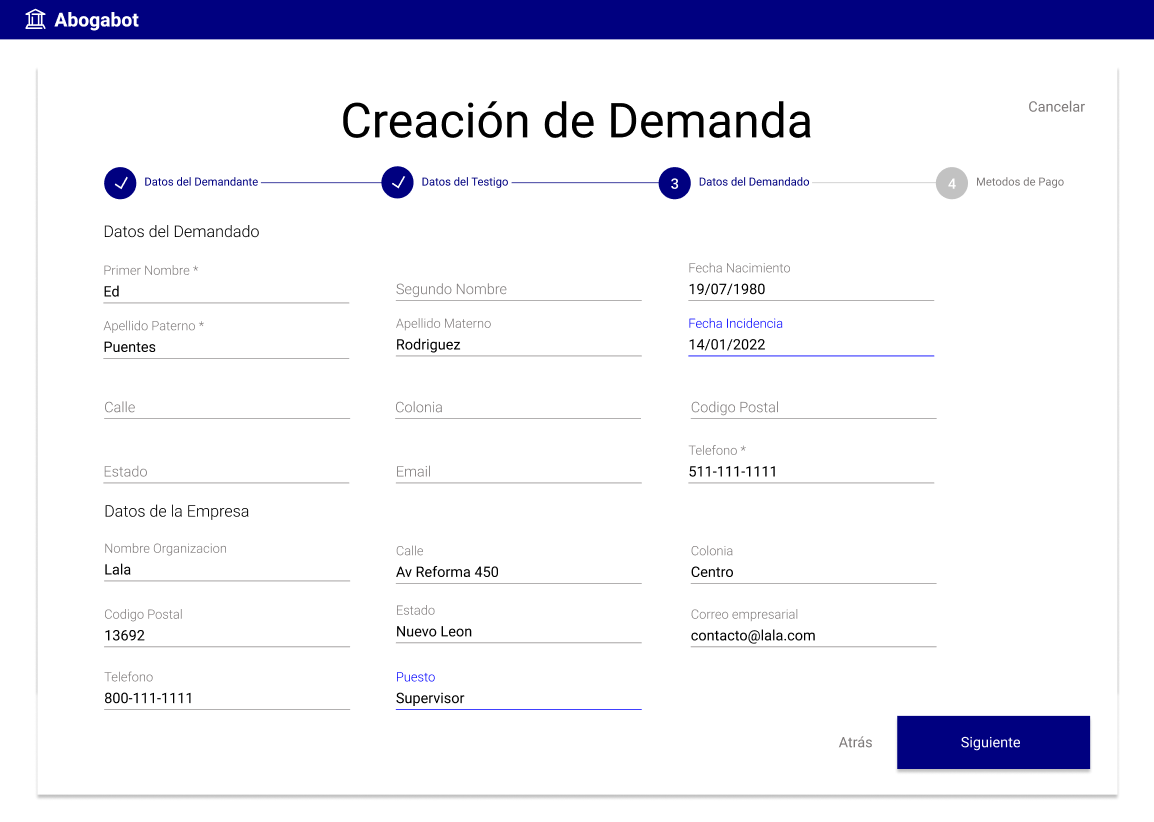 Abogabot
Cancelar
Creación de Demanda
Datos del Demandante
Datos del Testigo
3 Datos del Demandado
4 Metodos de Pago
Datos del Demandado
Primer Nombre *
Ed
Segundo Nombre
Fecha Nacimiento
19/07/1980
Apellido Paterno *
Puentes
Apellido Materno
Rodriguez
Fecha Incidencia
14/01/2022
Calle
Colonia
Codigo Postal
Estado
Email
Telefono *
511-111-1111
Datos de la Empresa
Nombre Organizacion
Lala
Calle
Av Reforma 450
Colonia
Centro
Codigo Postal
13692
Estado
Nuevo Leon
Correo empresarial
contacto@lala.com
Telefono
800-111-1111
Puesto
Supervisor
Atrás
Siguiente